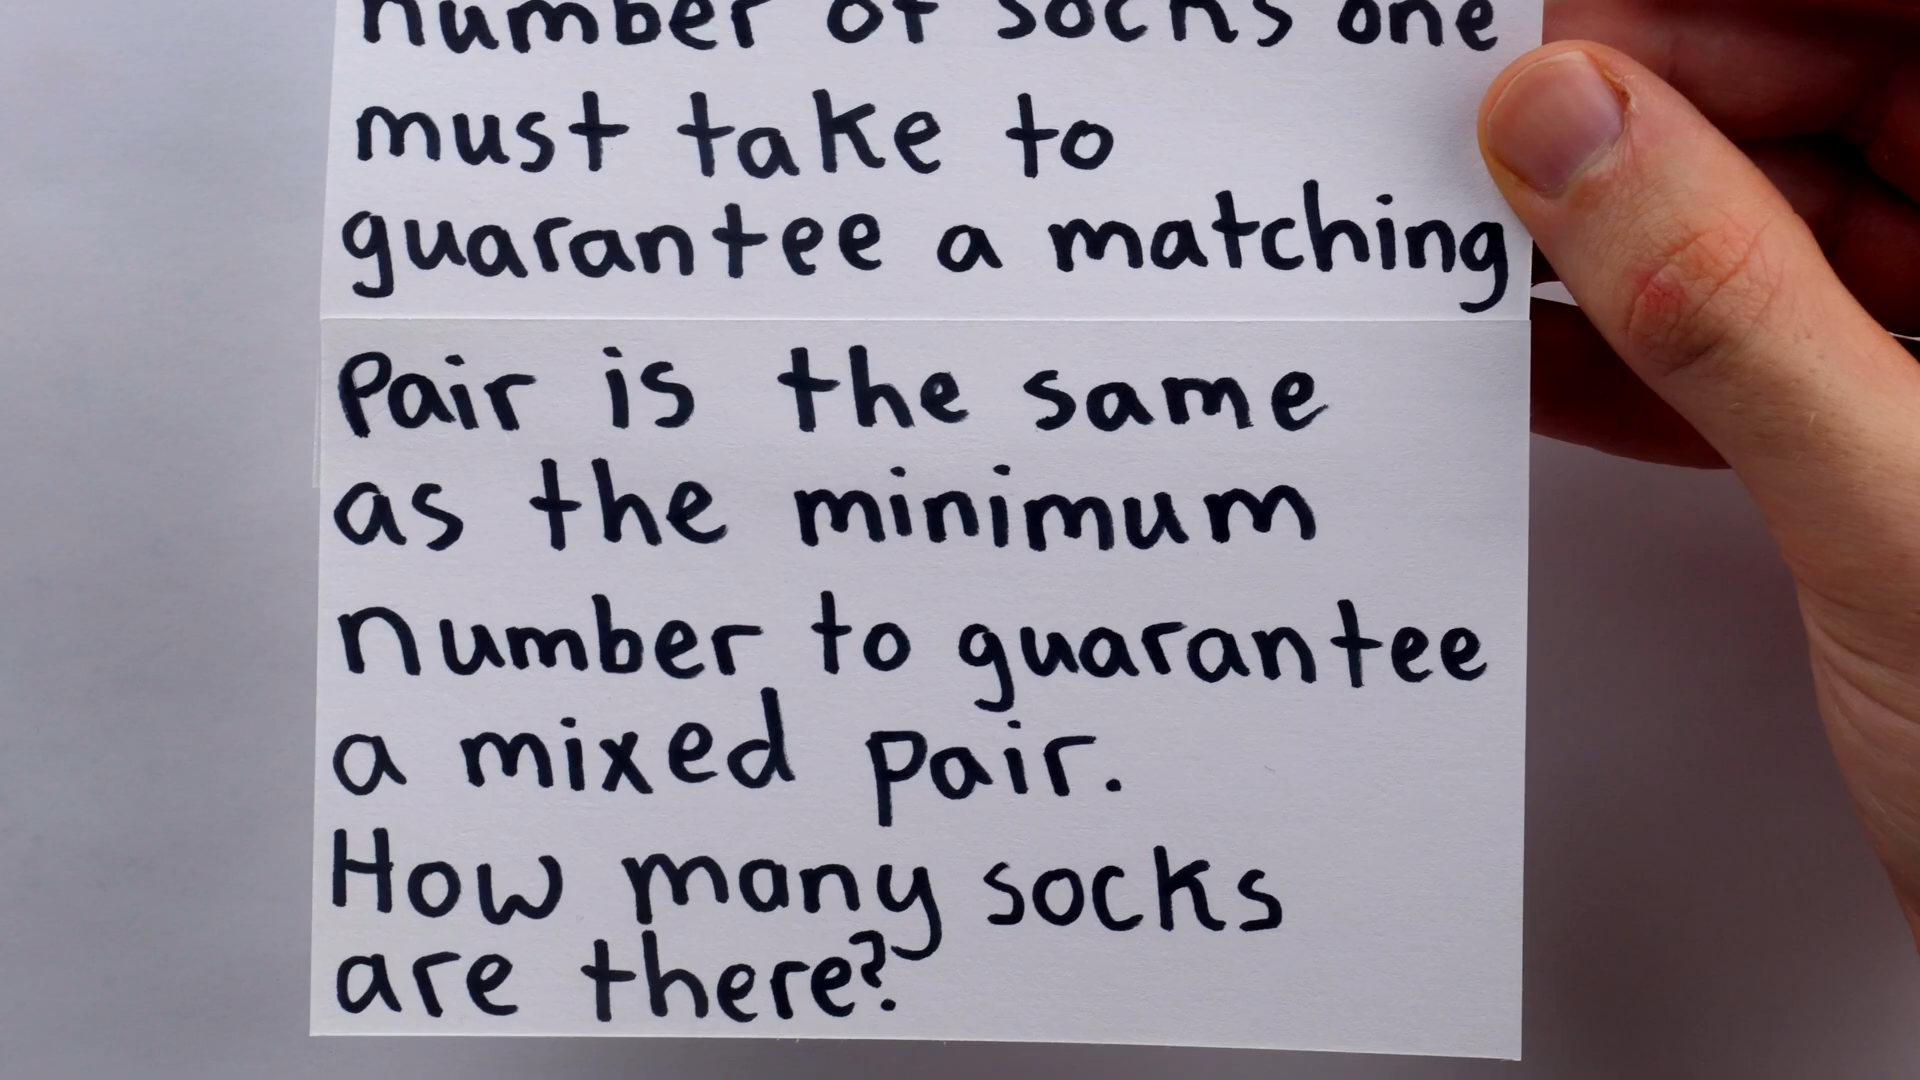 number of socks one
must take to
guarantee a matching
Pair is the same
as the minimum
number to guarantee
a mixed pair.
How many socks
are there?